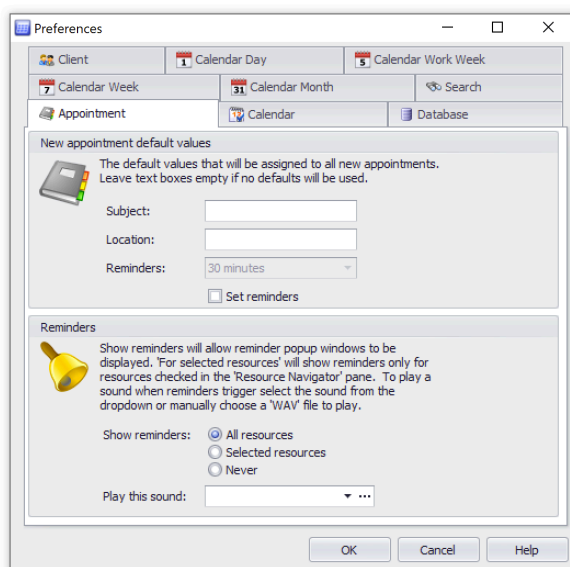 Preferences
Client
1 Calendar Day
5 Calendar Work Week
7 Calendar Week
31 Calendar Month
Search
Appointment
12 Calendar
Database
New appointment default values
The default values that will be assigned to all new appointments.
Leave text boxes empty if no defaults will be used.
Subject:
Location:
Reminders: 30 minutes
Set reminders
Reminders
Show reminders will allow reminder popup windows to be
displayed. 'For selected resources' will show reminders only for
resources checked in the 'Resource Navigator' pane. To play a
sound when reminders trigger select the sound from the
dropdown or manually choose a 'WAV' file to play.
Show reminders: All resources
Selected resources
Never
Play this sound: ...
OK Cancel Help